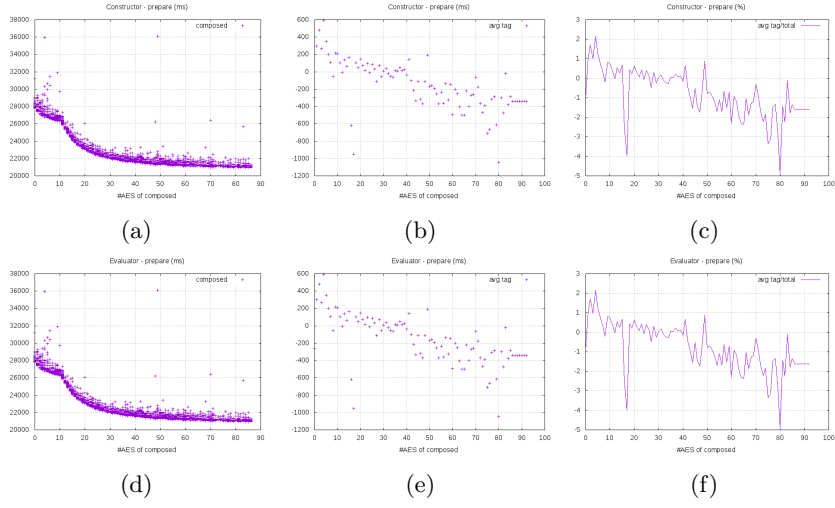 Constructor - prepare (ms)
composed
38000
36000
34000
32000
30000
28000
26000
24000
22000
20000
0 10 20 30 40 50 60 70 80 90
#AES of composed
(a)
Constructor - prepare (ms)
avg tag
600
400
200
0
-200
-400
-600
-800
-1000
-1200
0 10 20 30 40 50 60 70 80 90 100
#AES of composed
(b)
Constructor - prepare (%)
avg tag/total
3
2
1
0
-1
-2
-3
-4
-5
0 10 20 30 40 50 60 70 80 90 100
#AES of composed
(c)
Evaluator - prepare (ms)
composed
38000
36000
34000
32000
30000
28000
26000
24000
22000
20000
0 10 20 30 40 50 60 70 80 90
#AES of composed
(d)
Evaluator - prepare (ms)
avg tag
600
400
200
0
-200
-400
-600
-800
-1000
-1200
0 10 20 30 40 50 60 70 80 90 100
#AES of composed
(e)
Evaluator - prepare (%)
avg tag/total
3
2
1
0
-1
-2
-3
-4
-5
0 10 20 30 40 50 60 70 80 90 100
#AES of composed
(f)